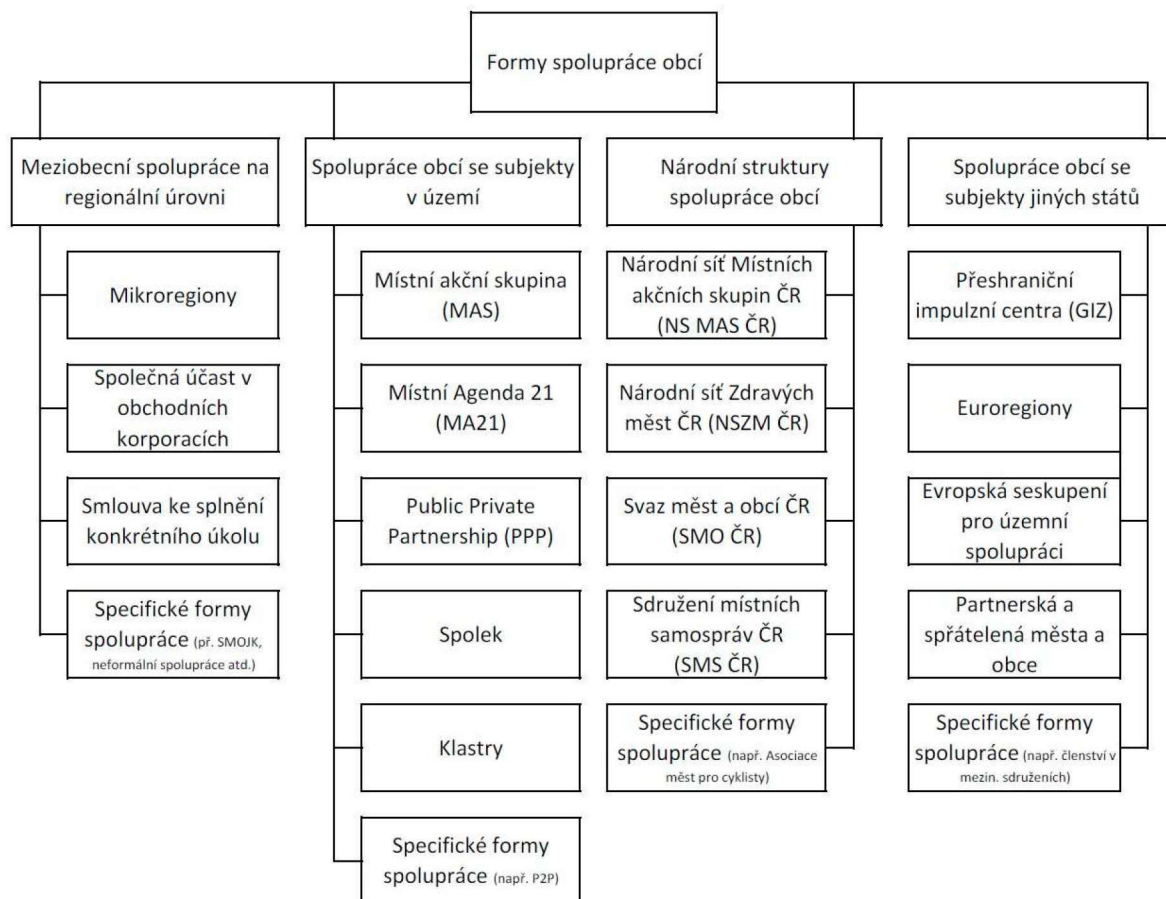 Formy spolupráce obcí
Meziobecní spolupráce na
regionální úrovni
Mikroregiony
Společná účast v
obchodních
korporacích
Smlouva ke splnění
konkrétního úkolu
Specifické formy
spolupráce (př. SMOJK,
neformální spolupráce atd.)
Spolupráce obcí se subjekty
v území
Místní akční skupina
(MAS)
Místní Agenda 21
(MA21)
Public Private
Partnership (PPP)
Spolek
Klastry
Specifické formy
spolupráce (např. P2P)
Národní struktury
spolupráce obcí
Národní síť Místních
akčních skupin ČR
(NS MAS ČR)
Národní síť Zdravých
měst ČR (NSZM ČR)
Svaz měst a obcí ČR
(SMO ČR)
Sdružení místních
samospráv ČR
(SMS ČR)
Specifické formy
spolupráce (např. Asociace
měst pro cyklisty)
Spolupráce obcí se
subjekty jiných států
Přeshraniční
impulzní centra (GIZ)
Euroregiony
Evropská seskupení
pro územní
spolupráci
Partnerská a
spřátelená města a
obce
Specifické formy
spolupráce (např. členství v
mezin. sdruženích)